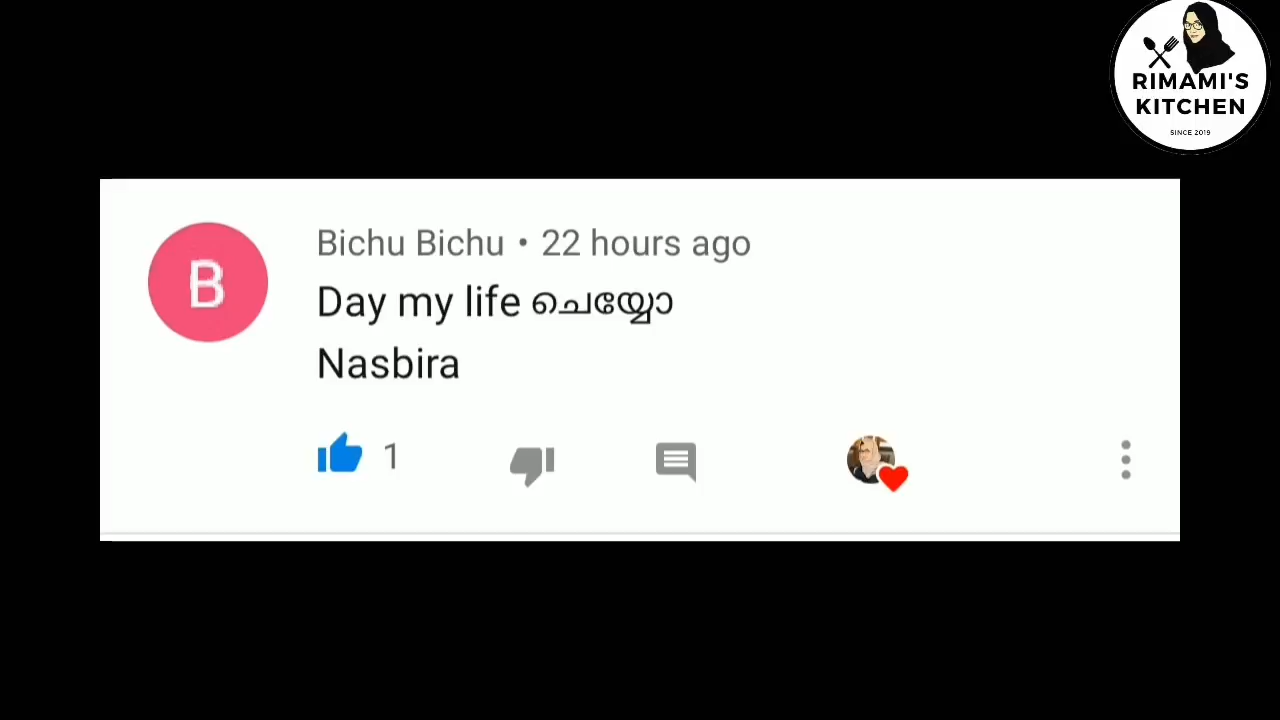 RIMAMI'S
KITCHEN
SINCE 2019
Bichu Bichu • 22 hours ago
Day my life ചെയ്യോ
Nasbira
1
B